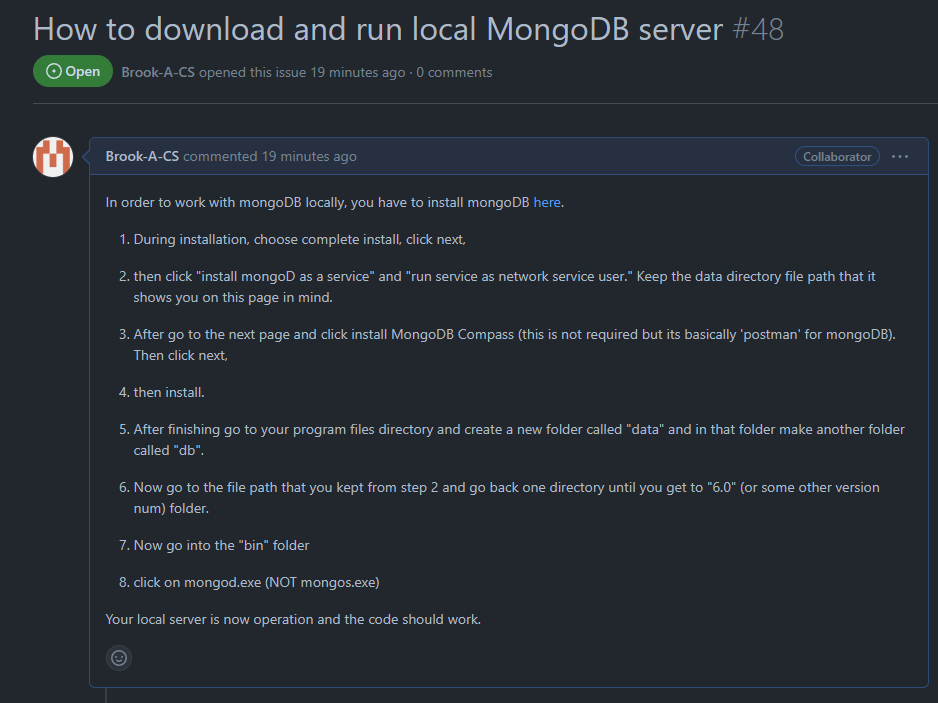 How to download and run local MongoDB server #48
Open Brook-A-CS opened this issue 19 minutes ago · 0 comments
Brook-A-CS commented 19 minutes ago Collaborator ···
In order to work with mongoDB locally, you have to install mongoDB here.
1. During installation, choose complete install, click next,
2. then click "install mongoD as a service" and "run service as network service user." Keep the data directory file path that it
shows you on this page in mind.
3. After go to the next page and click install MongoDB Compass (this is not required but its basically 'postman' for mongoDB).
Then click next,
4. then install.
5. After finishing go to your program files directory and create a new folder called "data" and in that folder make another folder
called "db".
6. Now go to the file path that you kept from step 2 and go back one directory until you get to "6.0" (or some other version
num) folder.
7. Now go into the "bin" folder
8. click on mongod.exe (NOT mongos.exe)
Your local server is now operation and the code should work.